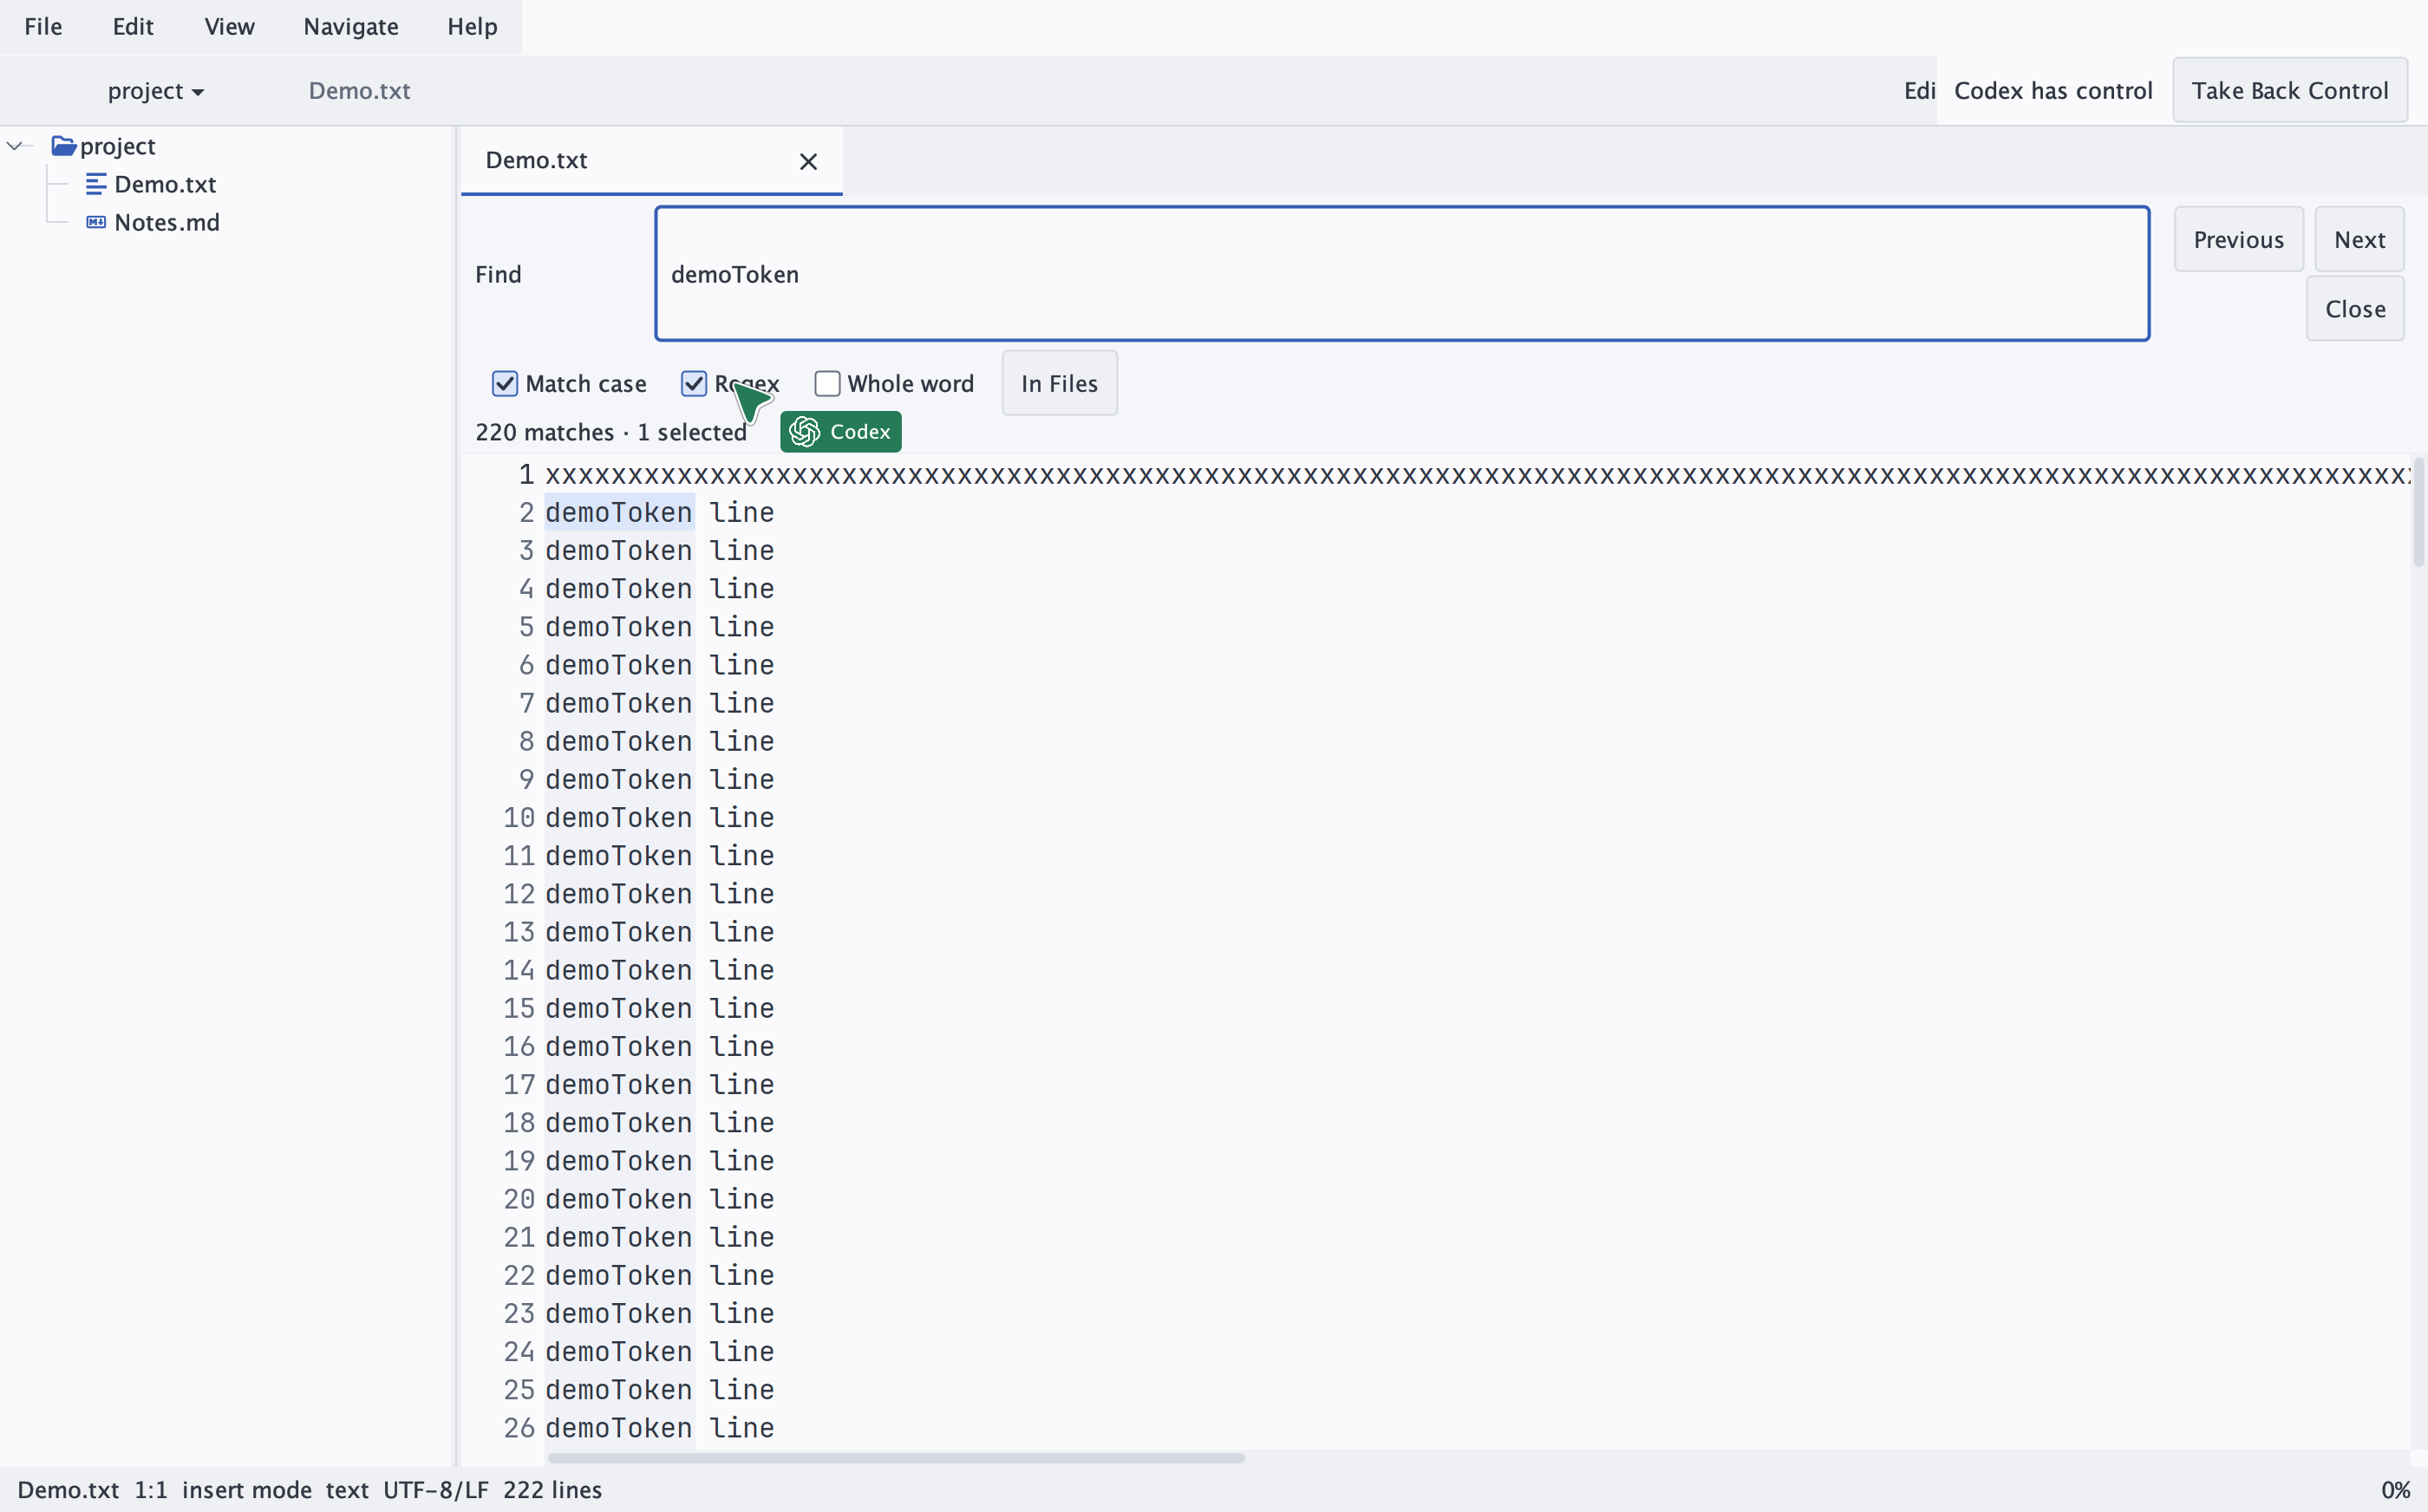 File Edit View Navigate Help
project Demo.txt Edi Codex has control Take Back Control
project
Demo.txt
Notes.md
Demo.txt
Find demoToken Previous Next
Close
Match case Regex Whole word In Files
220 matches · 1 selected Codex
1 xxxxxxxxxxxxxxxxxxxxxxxxxxxxxxxxxxxxxxxxxxxxxxxxxxxxxxxxxxxxxxxxxxxxxxxxxxxxxxxxxxxxxxxxxxxxxxxxxxxxxxxxxxxxxxxxxx
2 demoToken line
3 demoToken line
4 demoToken line
5 demoToken line
6 demoToken line
7 demoToken line
8 demoToken line
9 demoToken line
10 demoToken line
11 demoToken line
12 demoToken line
13 demoToken line
14 demoToken line
15 demoToken line
16 demoToken line
17 demoToken line
18 demoToken line
19 demoToken line
20 demoToken line
21 demoToken line
22 demoToken line
23 demoToken line
24 demoToken line
25 demoToken line
26 demoToken line
Demo.txt 1:1 insert mode text UTF-8/LF 222 lines 0%